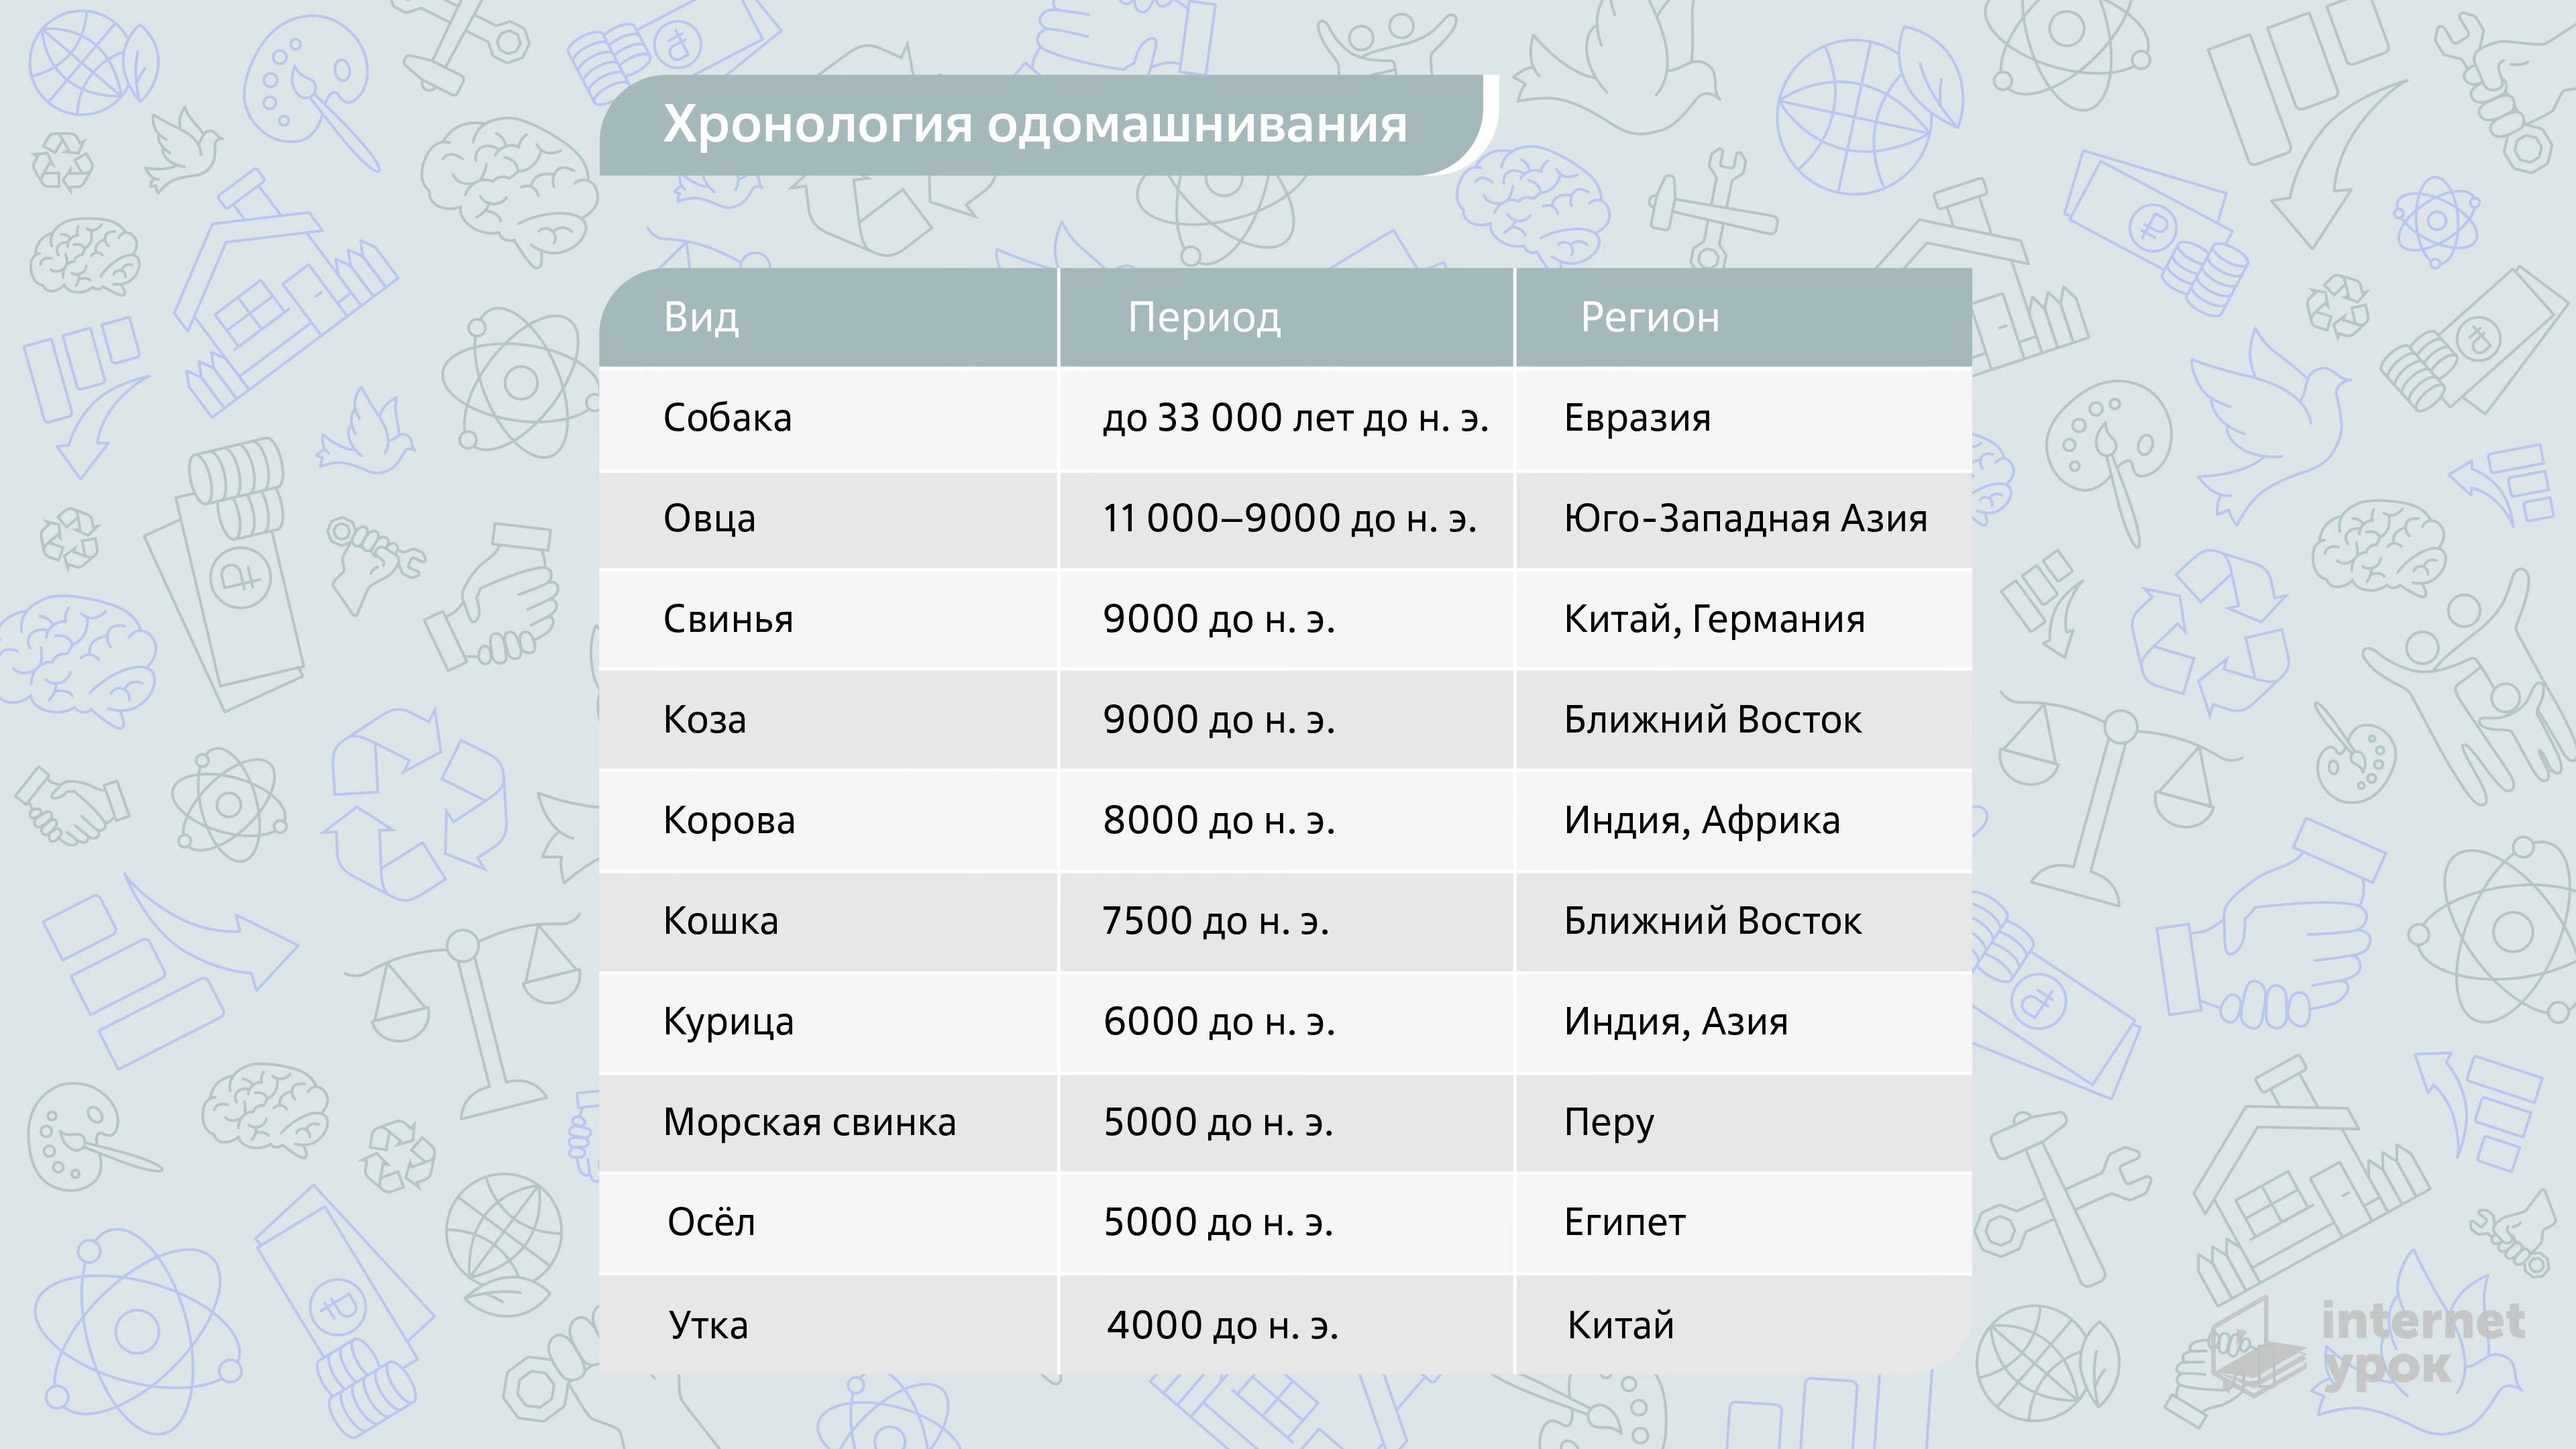 Хронология одомашнивания
Вид Период Регион
Собака до 33 000 лет до н. э. Евразия
Овца 11 000–9000 до н. э. Юго-Западная Азия
Свинья 9000 до н. э. Китай, Германия
Коза 9000 до н. э. Ближний Восток
Корова 8000 до н. э. Индия, Африка
Кошка 7500 до н. э. Ближний Восток
Курица 6000 до н. э. Индия, Азия
Морская свинка 5000 до н. э. Перу
Осёл 5000 до н. э. Египет
Утка 4000 до н. э. Китай
internet
урок